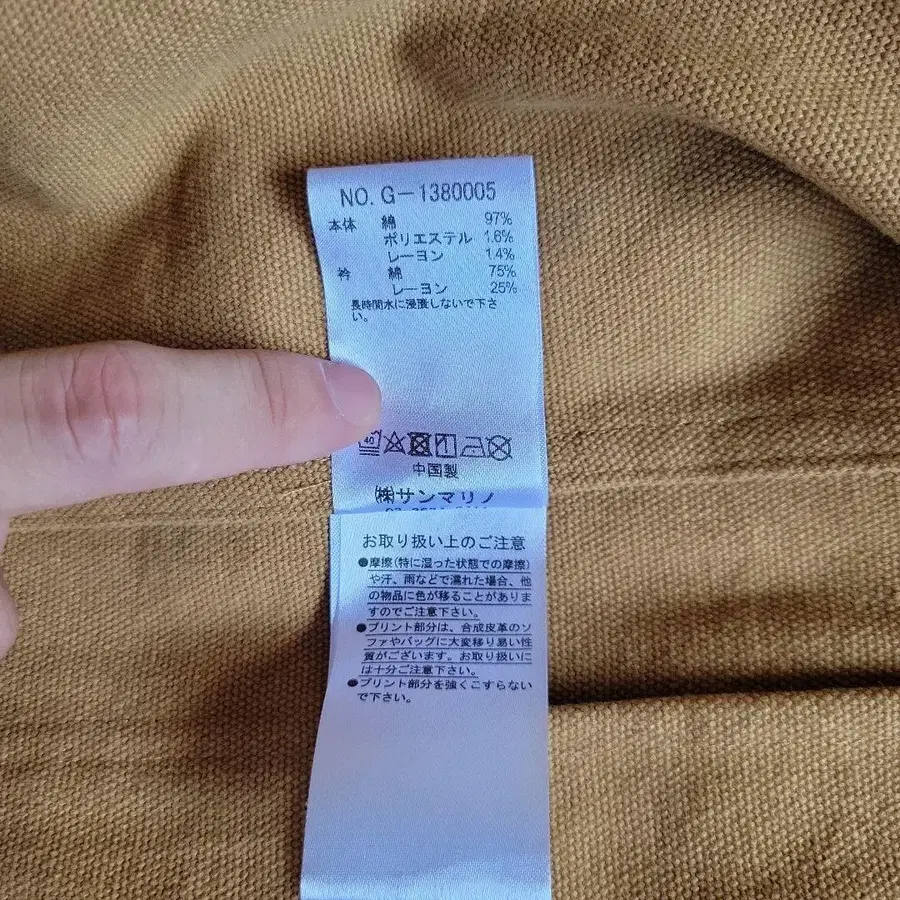 NO. G-1380005
本体 綿 97%
ポリエステル 1.6%
レーヨン 1.4%
衿 綿 75%
レーヨン 25%
長時間水に浸漬しないで下さ
い。
40
中国製
㈱サンマリノ
お取り扱い上のご注意
●摩擦(特に湿った状態での摩擦)
や汗、雨などで濡れた場合、他
の物品に色が移ることがありま
すのでご注意下さい。
●プリント部分は、合成皮革のソ
ファやバッグに大変移り易い性
質がございます。お取り扱いに
は十分ご注意下さい。
●プリント部分を強くこすらない
で下さい。